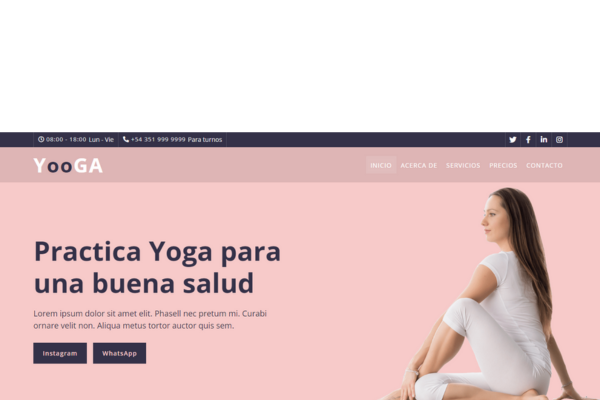 08:00 - 18:00 Lun - Vie +54 351 999 9999 Para turnos
YooGA INICIO ACERCA DE SERVICIOS PRECIOS CONTACTO
Practica Yoga para
una buena salud
Lorem ipsum dolor sit amet elit. Phasell nec pretum mi. Curabi
ornare velit non. Aliqua metus tortor auctor quis sem.
Instagram WhatsApp